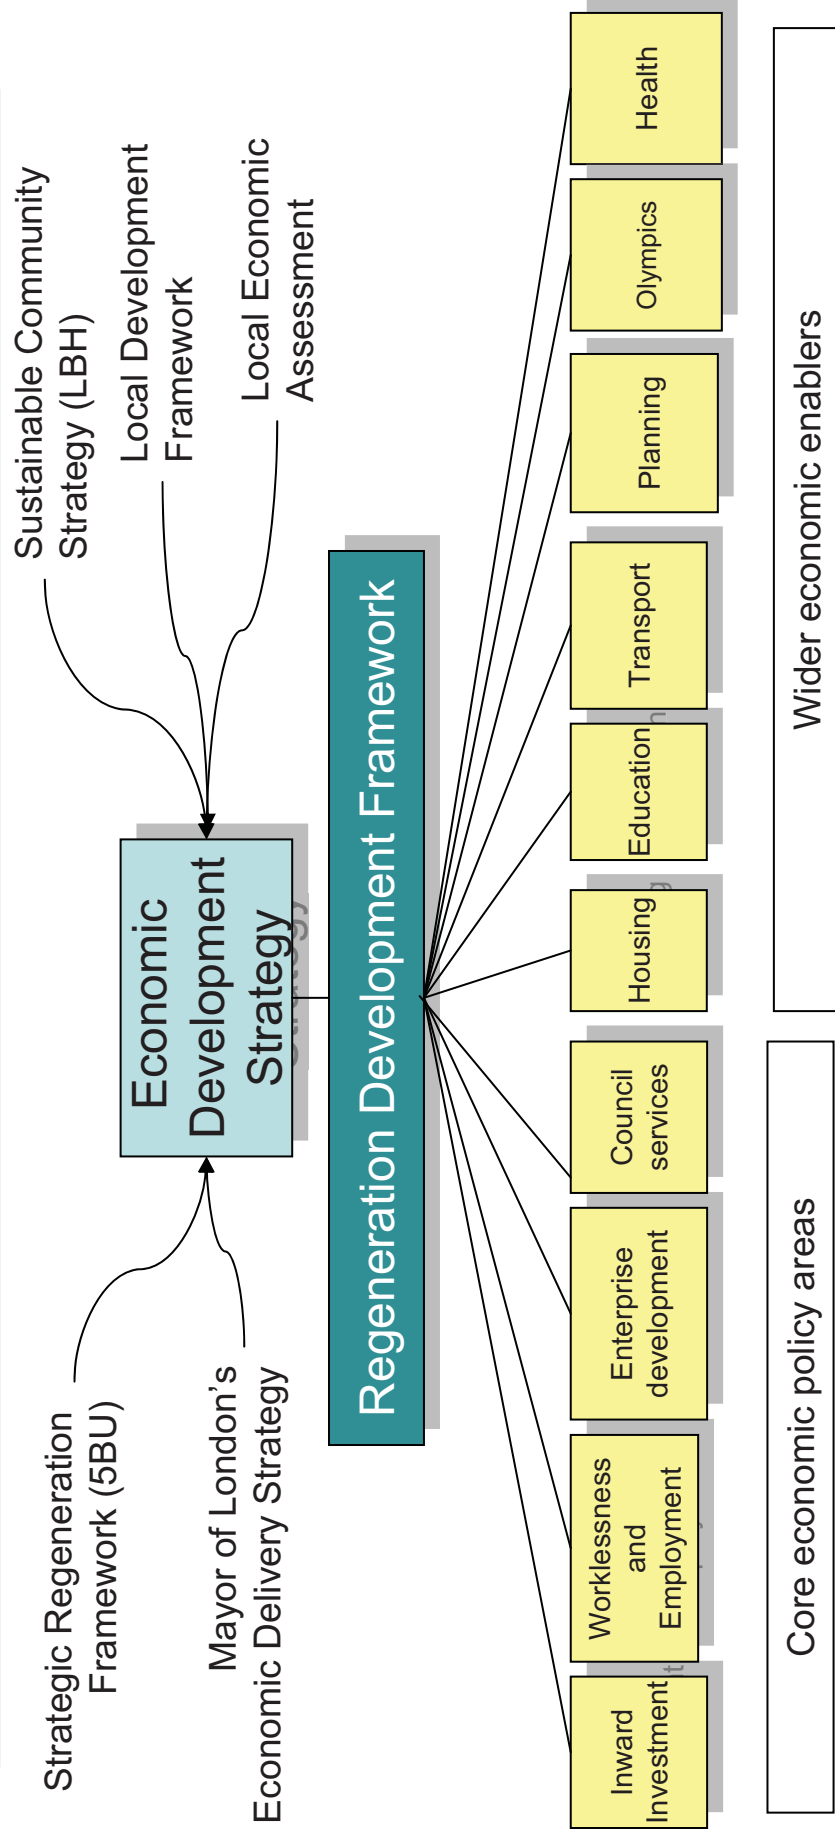 Strategic Regeneration
Framework (5BU)
Mayor of London's
Economic Delivery Strategy
Economic
Development
Strategy
Sustainable Community
Strategy (LBH)
Local Development
Framework
Local Economic
Assessment
Regeneration Development Framework
Inward
Investment
Worklessness
and
Employment
Enterprise
development
Council
services
Housing
Education
Transport
Planning
Olympics
Health
Core economic policy areas
Wider economic enablers